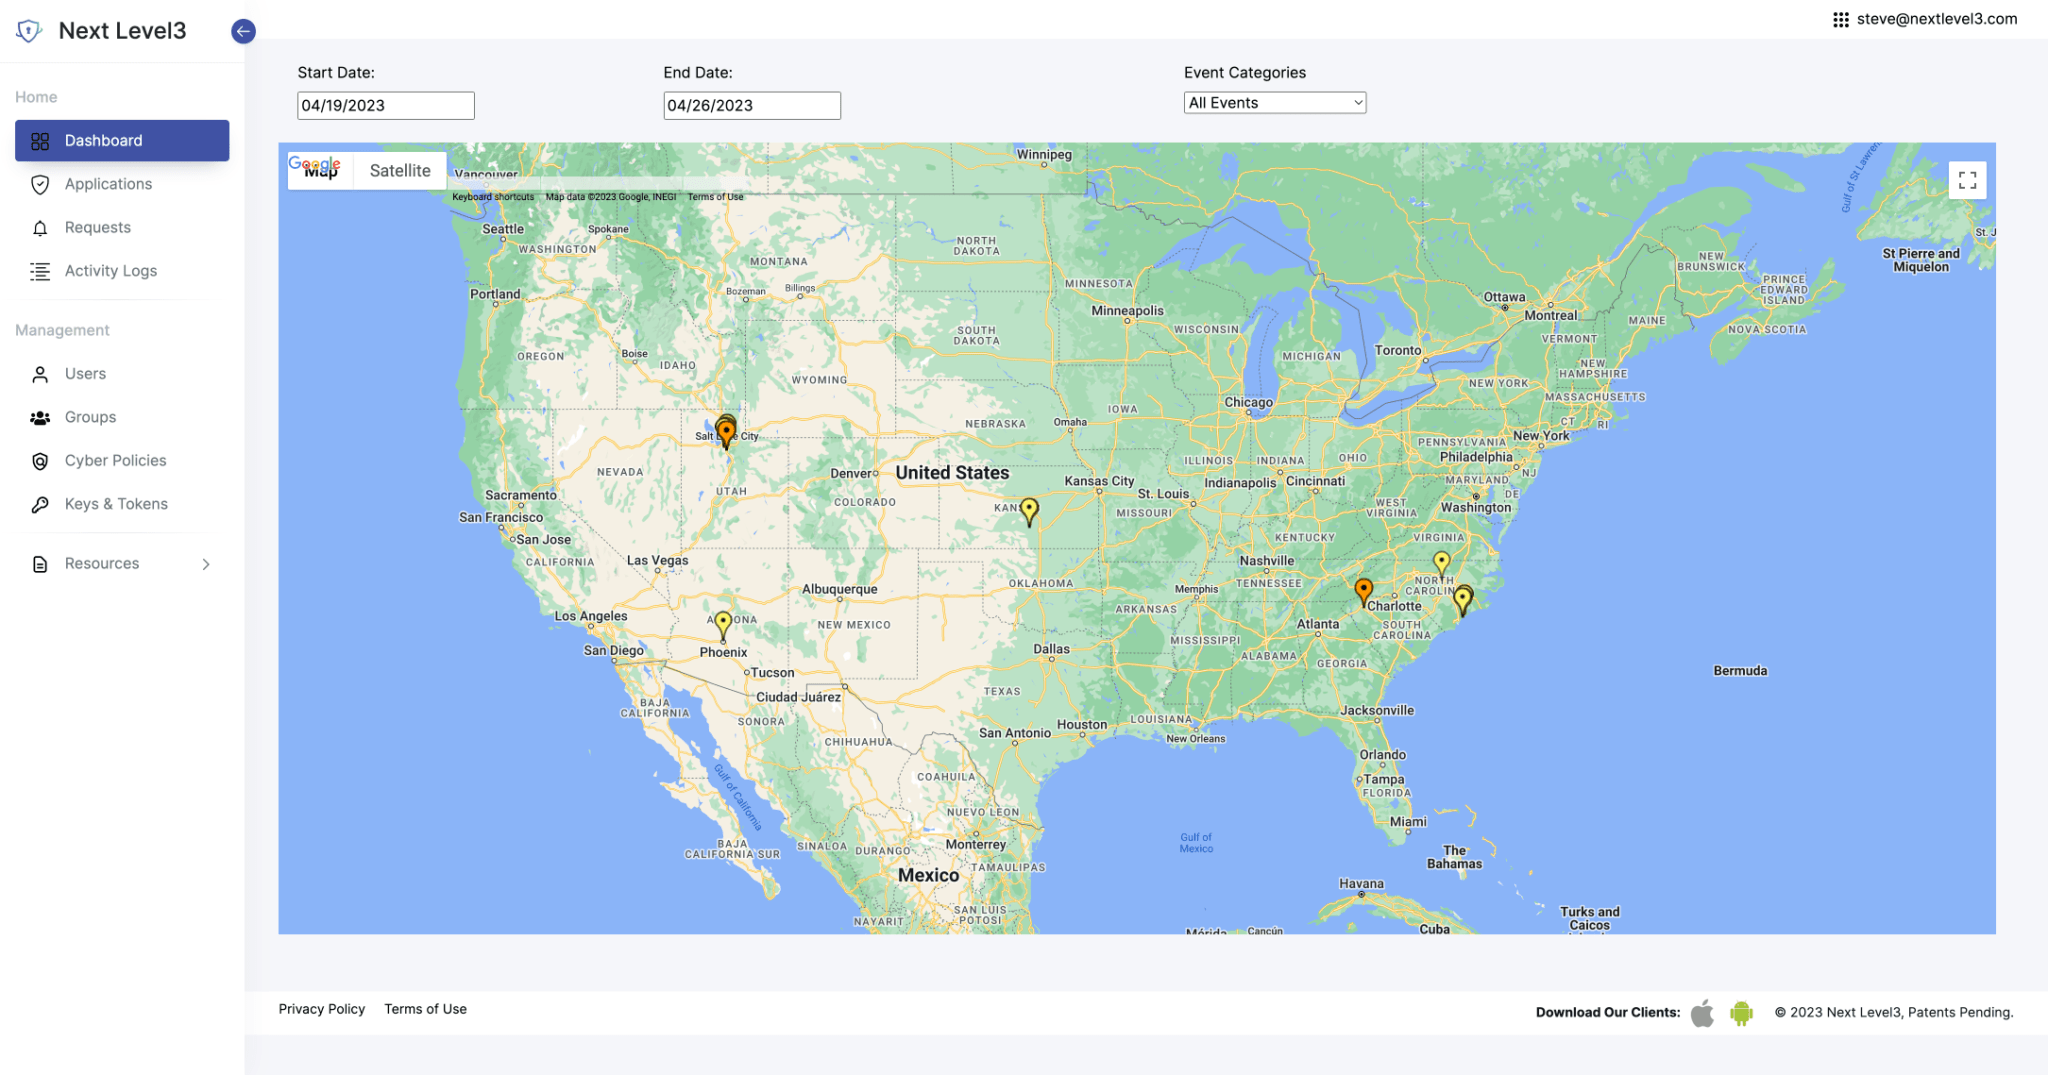 Next Level3
steve@nextlevel3.com
Home
Dashboard
Applications
Requests
Activity Logs
Management
Users
Groups
Cyber Policies
Keys & Tokens
Resources
Start Date:
04/19/2023
End Date:
04/26/2023
Event Categories
All Events
Google
Map
Satellite
Keyboard shortcuts
Map data ©2023 Google, INEGI
Terms of Use
Vancouver
Winnipeg
Seattle
Spokane
WASHINGTON
MONTANA
NORTH
DAKOTA
Bozeman
Billings
Portland
MINNESOTA
Minneapolis
SOUTH
DAKOTA
WISCONSIN
OREGON
Boise
IDAHO
WYOMING
MICHIGAN
Toronto
Ottawa
Montreal
MAINE
VERMONT
NEW
HAMPSHIRE
NEW YORK
MASSACHUSETTS
CT
RI
NEW
BRUNSWICK
PRINCE
EDWARD
ISLAND
NOVA SCOTIA
St Pierre and
Miquelon
Chicago
IOWA
Omaha
NEBRASKA
NEVADA
UTAH
Denver
COLORADO
United States
Kansas City
St. Louis
MISSOURI
ILLINOIS
INDIANA
OHIO
Indianapolis
Cincinnati
PENNSYLVANIA
New York
Philadelphia
NJ
MARYLAND
DE
Washington
WEST
VIRGINIA
VIRGINIA
KENTUCKY
Sacramento
San Francisco
San Jose
CALIFORNIA
Las Vegas
Albuquerque
OKLAHOMA
Nashville
TENNESSEE
Memphis
ARKANSAS
NORTH
Charlotte
Los Angeles
San Diego
Phoenix
Tucson
NEW MEXICO
Dallas
MISSISSIPPI
ALABAMA
Atlanta
GEORGIA
SOUTH
CAROLINA
Bermuda
Ciudad Juárez
TEXAS
BAJA
CALIFORNIA
SONORA
CHIHUAHUA
San Antonio
Houston
LOUISIANA
New Orleans
Jacksonville
Orlando
Tampa
FLORIDA
Miami
Gulf of California
COAHUILA
NUEVO LEON
Monterrey
BAJA
CALIFORNIA SUR
SINALOA
DURANGO
TAMAULIPAS
Mexico
NAYARIT
SAN LUIS
POTOSI
Gulf of
Mexico
The
Bahamas
Havana
Cuba
Cancún
Mérida
Turks and
Caicos
Privacy Policy
Terms of Use
Download Our Clients:
© 2023 Next Level3, Patents Pending.